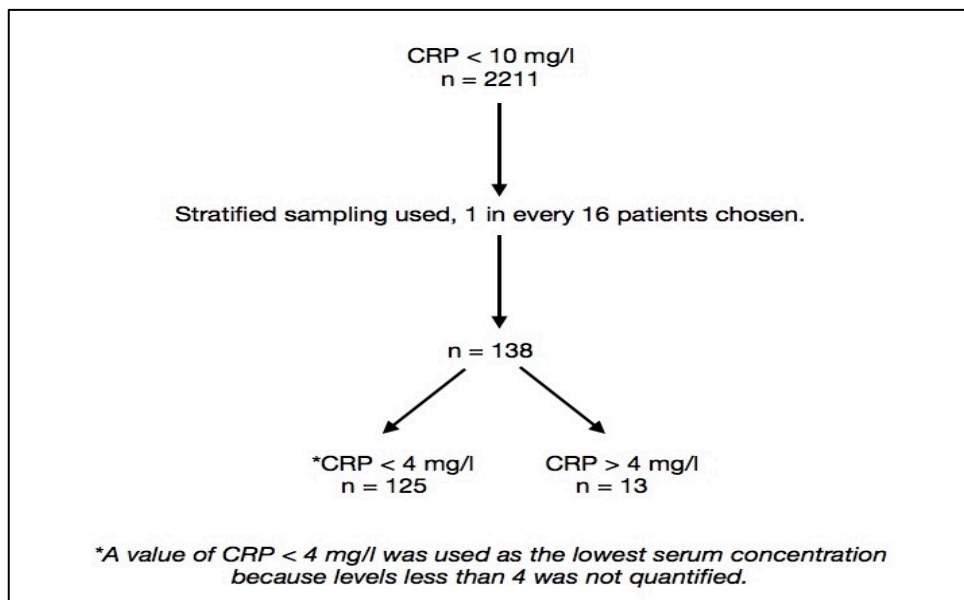 CRP < 10 mg/l
n = 2211
Stratified sampling used, 1 in every 16 patients chosen.
n = 138
*CRP < 4 mg/l
n = 125
CRP > 4 mg/l
n = 13
*A value of CRP < 4 mg/l was used as the lowest serum concentration
because levels less than 4 was not quantified.